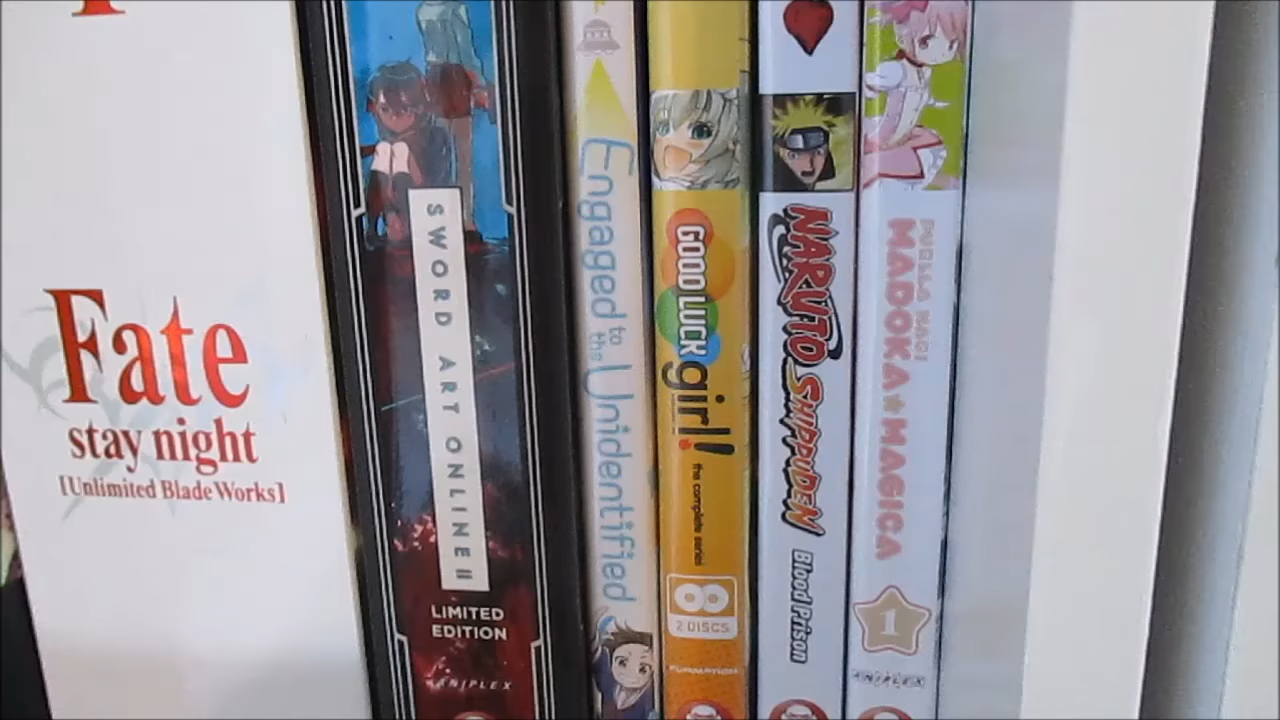 Fate
stay night
[Unlimited Blade Works]
SWORD ART ONLINE II
LIMITED
EDITION
ANIPLEX
Engaged to the Unidentified
GOOD LUCK
girl!
the complete series
2 DISCS
FUNIMATION
NARUTO SHIPPUDEN
Blood Prison
PUELLA MAGI
MADOKA★MAGICA
1
ANIPLEX